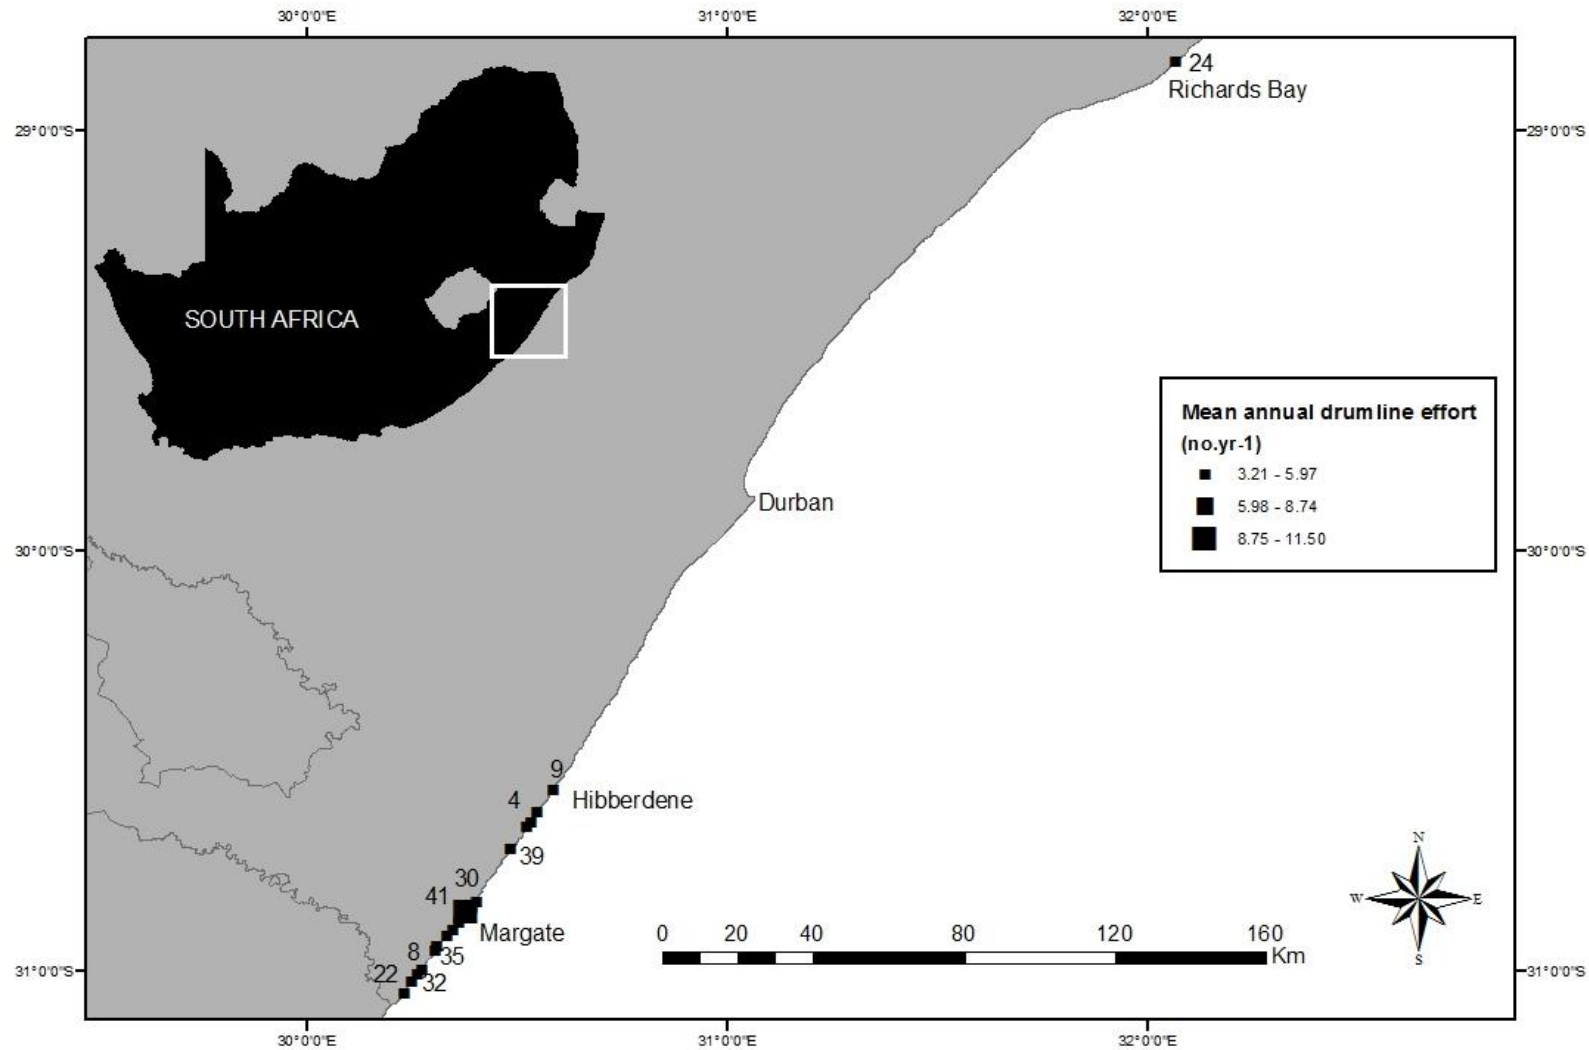 30°0'0"E
31°0'0"E
32°0'0"E
24
Richards Bay
29°0'0"S
29°0'0"S
SOUTH AFRICA
Mean annual drumline effort
(no.yr-1)
3.21 - 5.97
5.98 - 8.74
8.75 - 11.50
Durban
30°0'0"S
30°0'0"S
9
4
Hibberdene
39
30
41
Margate
8
35
22
32
N
W
E
S
0 20 40 80 120 160
Km
31°0'0"S
31°0'0"S
30°0'0"E
31°0'0"E
32°0'0"E